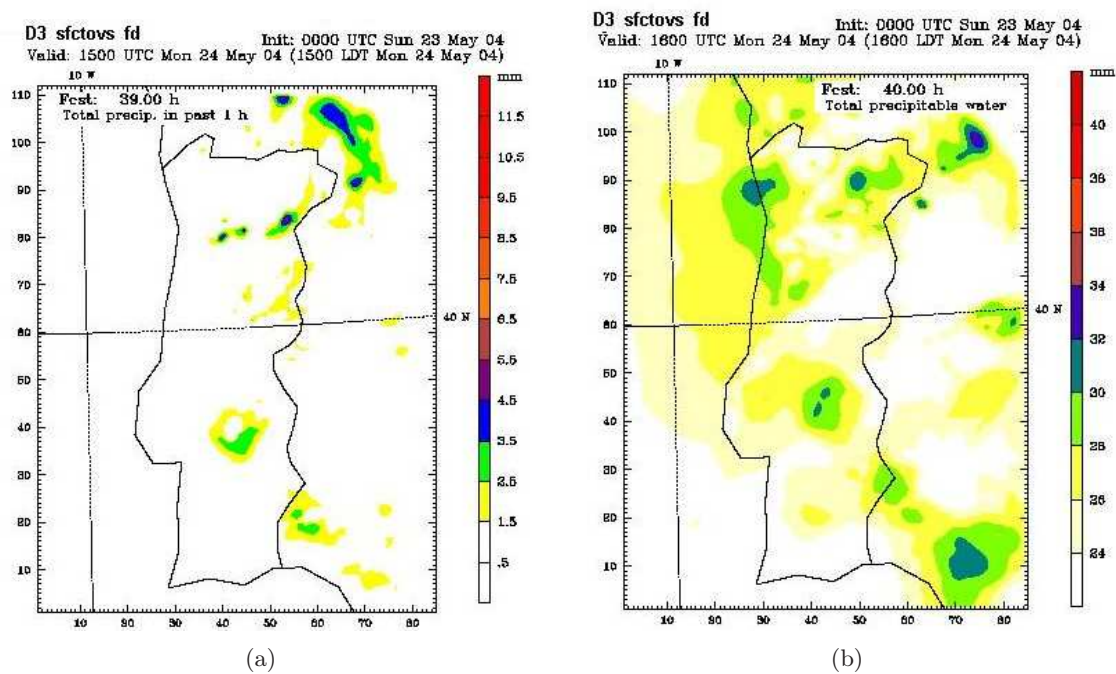 D3 sfctovs fd
Init: 0000 UTC Sun 23 May 04
Valid: 1500 UTC Mon 24 May 04 (1500 LDT Mon 24 May 04)
10 W
Fcst: 39.00 h
Total precip. in past 1 h
110
100
90
80
70
60
50
40
30
20
10
10 20 30 40 50 60 70 80
40 N
mm
11.5
10.5
9.5
8.5
7.5
6.5
5.5
4.5
3.5
2.5
1.5
.5
(a)
D3 sfctovs fd
Init: 0000 UTC Sun 23 May 04
Valid: 1600 UTC Mon 24 May 04 (1600 LDT Mon 24 May 04)
10 W
Fcst: 40.00 h
Total precipitable water
110
100
90
80
70
60
50
40
30
20
10
10 20 30 40 50 60 70 80
40 N
mm
40
38
36
34
32
30
28
26
24
(b)